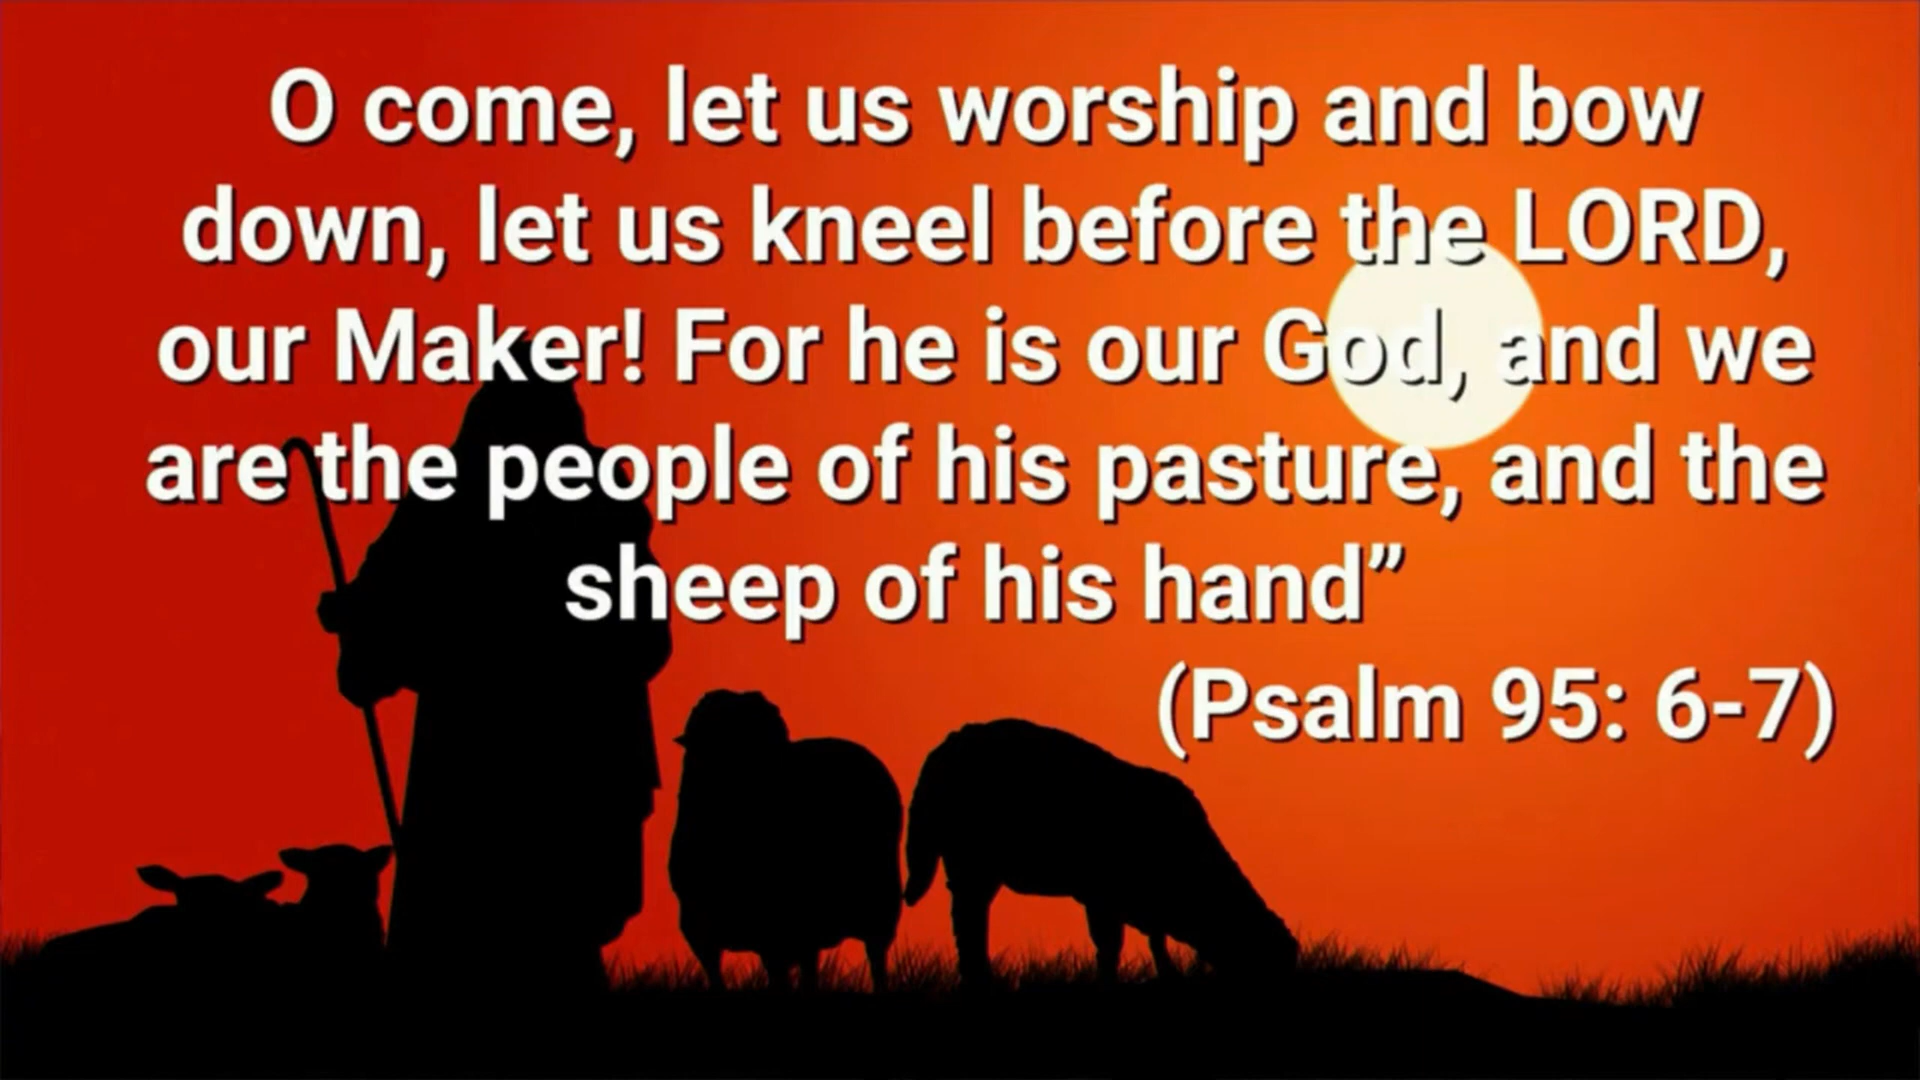 O come, let us worship and bow
down, let us kneel before the LORD,
our Maker! For he is our God, and we
are the people of his pasture, and the
sheep of his hand”
(Psalm 95: 6-7)